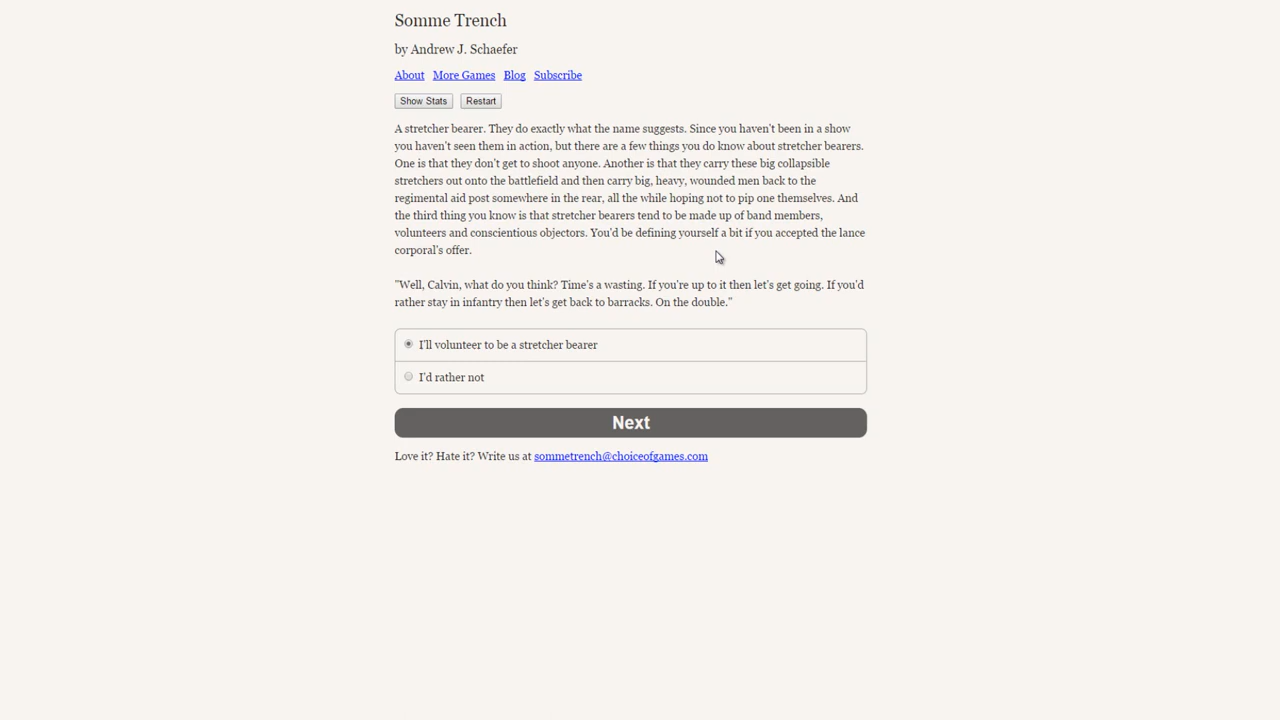 Somme Trench
by Andrew J. Schaefer
About More Games Blog Subscribe
Show Stats Restart
A stretcher bearer. They do exactly what the name suggests. Since you haven't been in a show
you haven't seen them in action, but there are a few things you do know about stretcher bearers.
One is that they don't get to shoot anyone. Another is that they carry these big collapsible
stretchers out onto the battlefield and then carry big, heavy, wounded men back to the
regimental aid post somewhere in the rear, all the while hoping not to pip one themselves. And
the third thing you know is that stretcher bearers tend to be made up of band members,
volunteers and conscientious objectors. You'd be defining yourself a bit if you accepted the lance
corporal's offer.
"Well, Calvin, what do you think? Time's a wasting. If you're up to it then let's get going. If you'd
rather stay in infantry then let's get back to barracks. On the double."
I'll volunteer to be a stretcher bearer
I'd rather not
Next
Love it? Hate it? Write us at sommetrench@choiceofgames.com